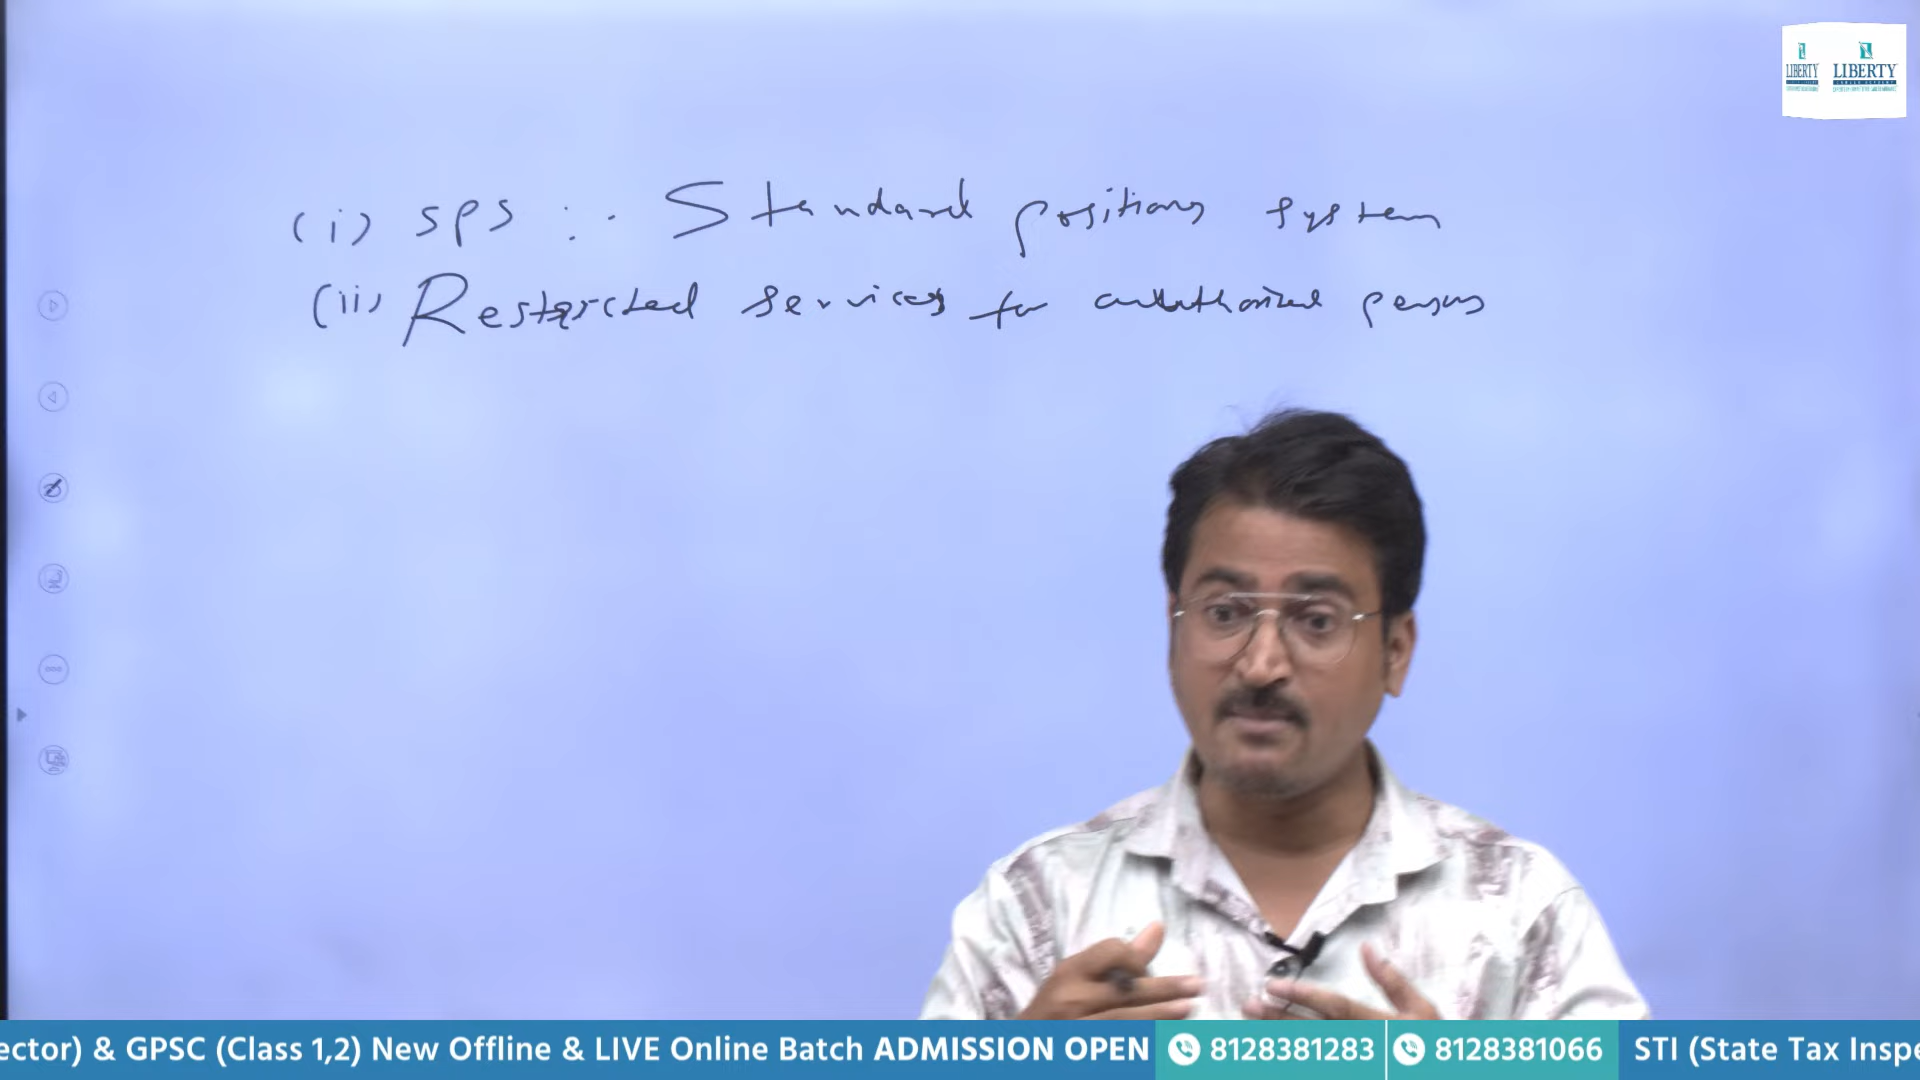 LIBERTY LIBERTY
(i) SPS :- Standard positions system
(ii) Restricted services for authorized persons
ector) & GPSC (Class 1,2) New Offline & LIVE Online Batch ADMISSION OPEN 8128381283 8128381066 STI (State Tax Inspe